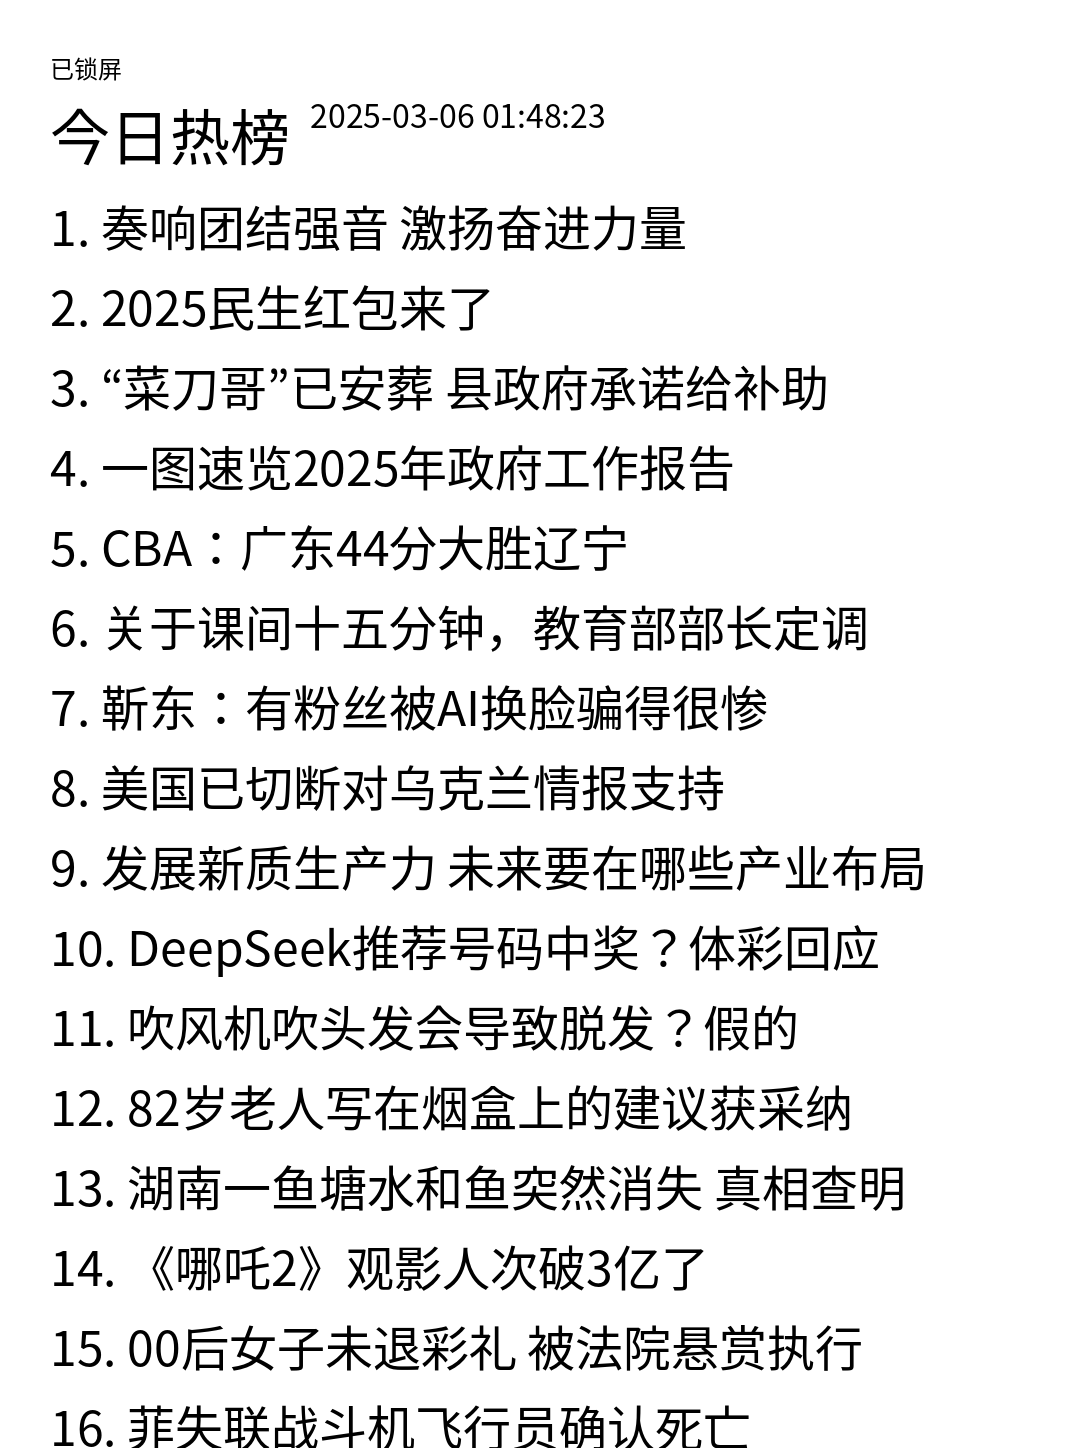 已锁屏
今日热榜 2025-03-06 01:48:23
1. 奏响团结强音 激扬奋进力量
2. 2025民生红包来了
3. “菜刀哥”已安葬 县政府承诺给补助
4. 一图速览2025年政府工作报告
5. CBA：广东44分大胜辽宁
6. 关于课间十五分钟，教育部部长定调
7. 靳东：有粉丝被AI换脸骗得很惨
8. 美国已切断对乌克兰情报支持
9. 发展新质生产力 未来要在哪些产业布局
10. DeepSeek推荐号码中奖？体彩回应
11. 吹风机吹头发会导致脱发？假的
12. 82岁老人写在烟盒上的建议获采纳
13. 湖南一鱼塘水和鱼突然消失 真相查明
14. 《哪吒2》观影人次破3亿了
15. 00后女子未退彩礼 被法院悬赏执行
16. 菲失联战斗机飞行员确认死亡